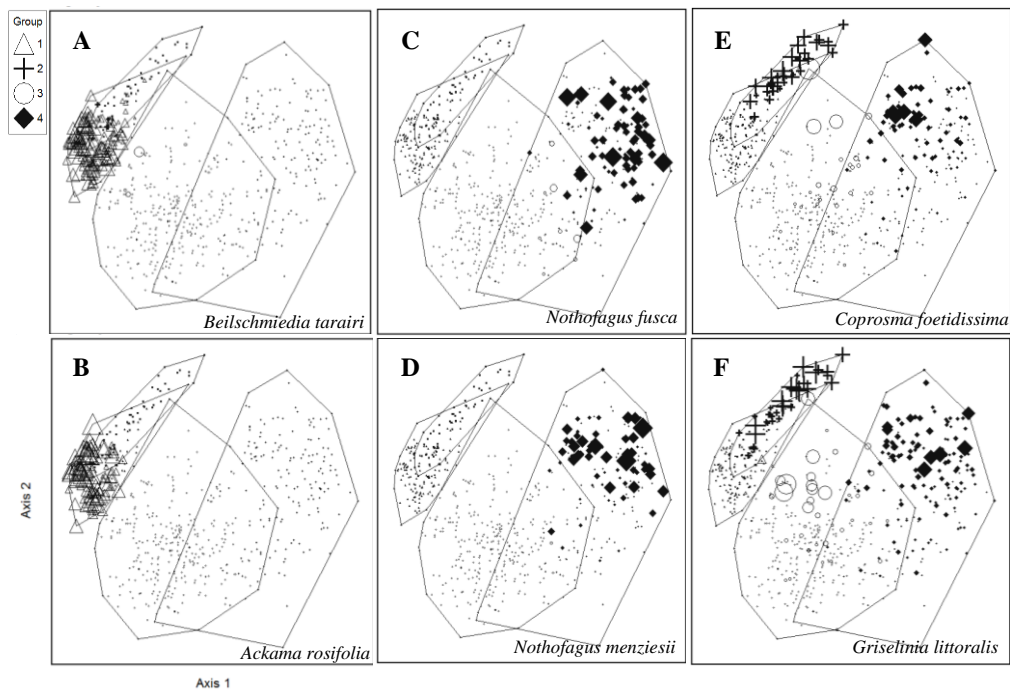 Group
1
2
3
4
A
C
E
Beilschmiedia tarairi
Nothofagus fusca
Coprosma foetidissima
B
D
F
Ackama rosifolia
Nothofagus menziesii
Griselinia littoralis
Axis 2
Axis 1